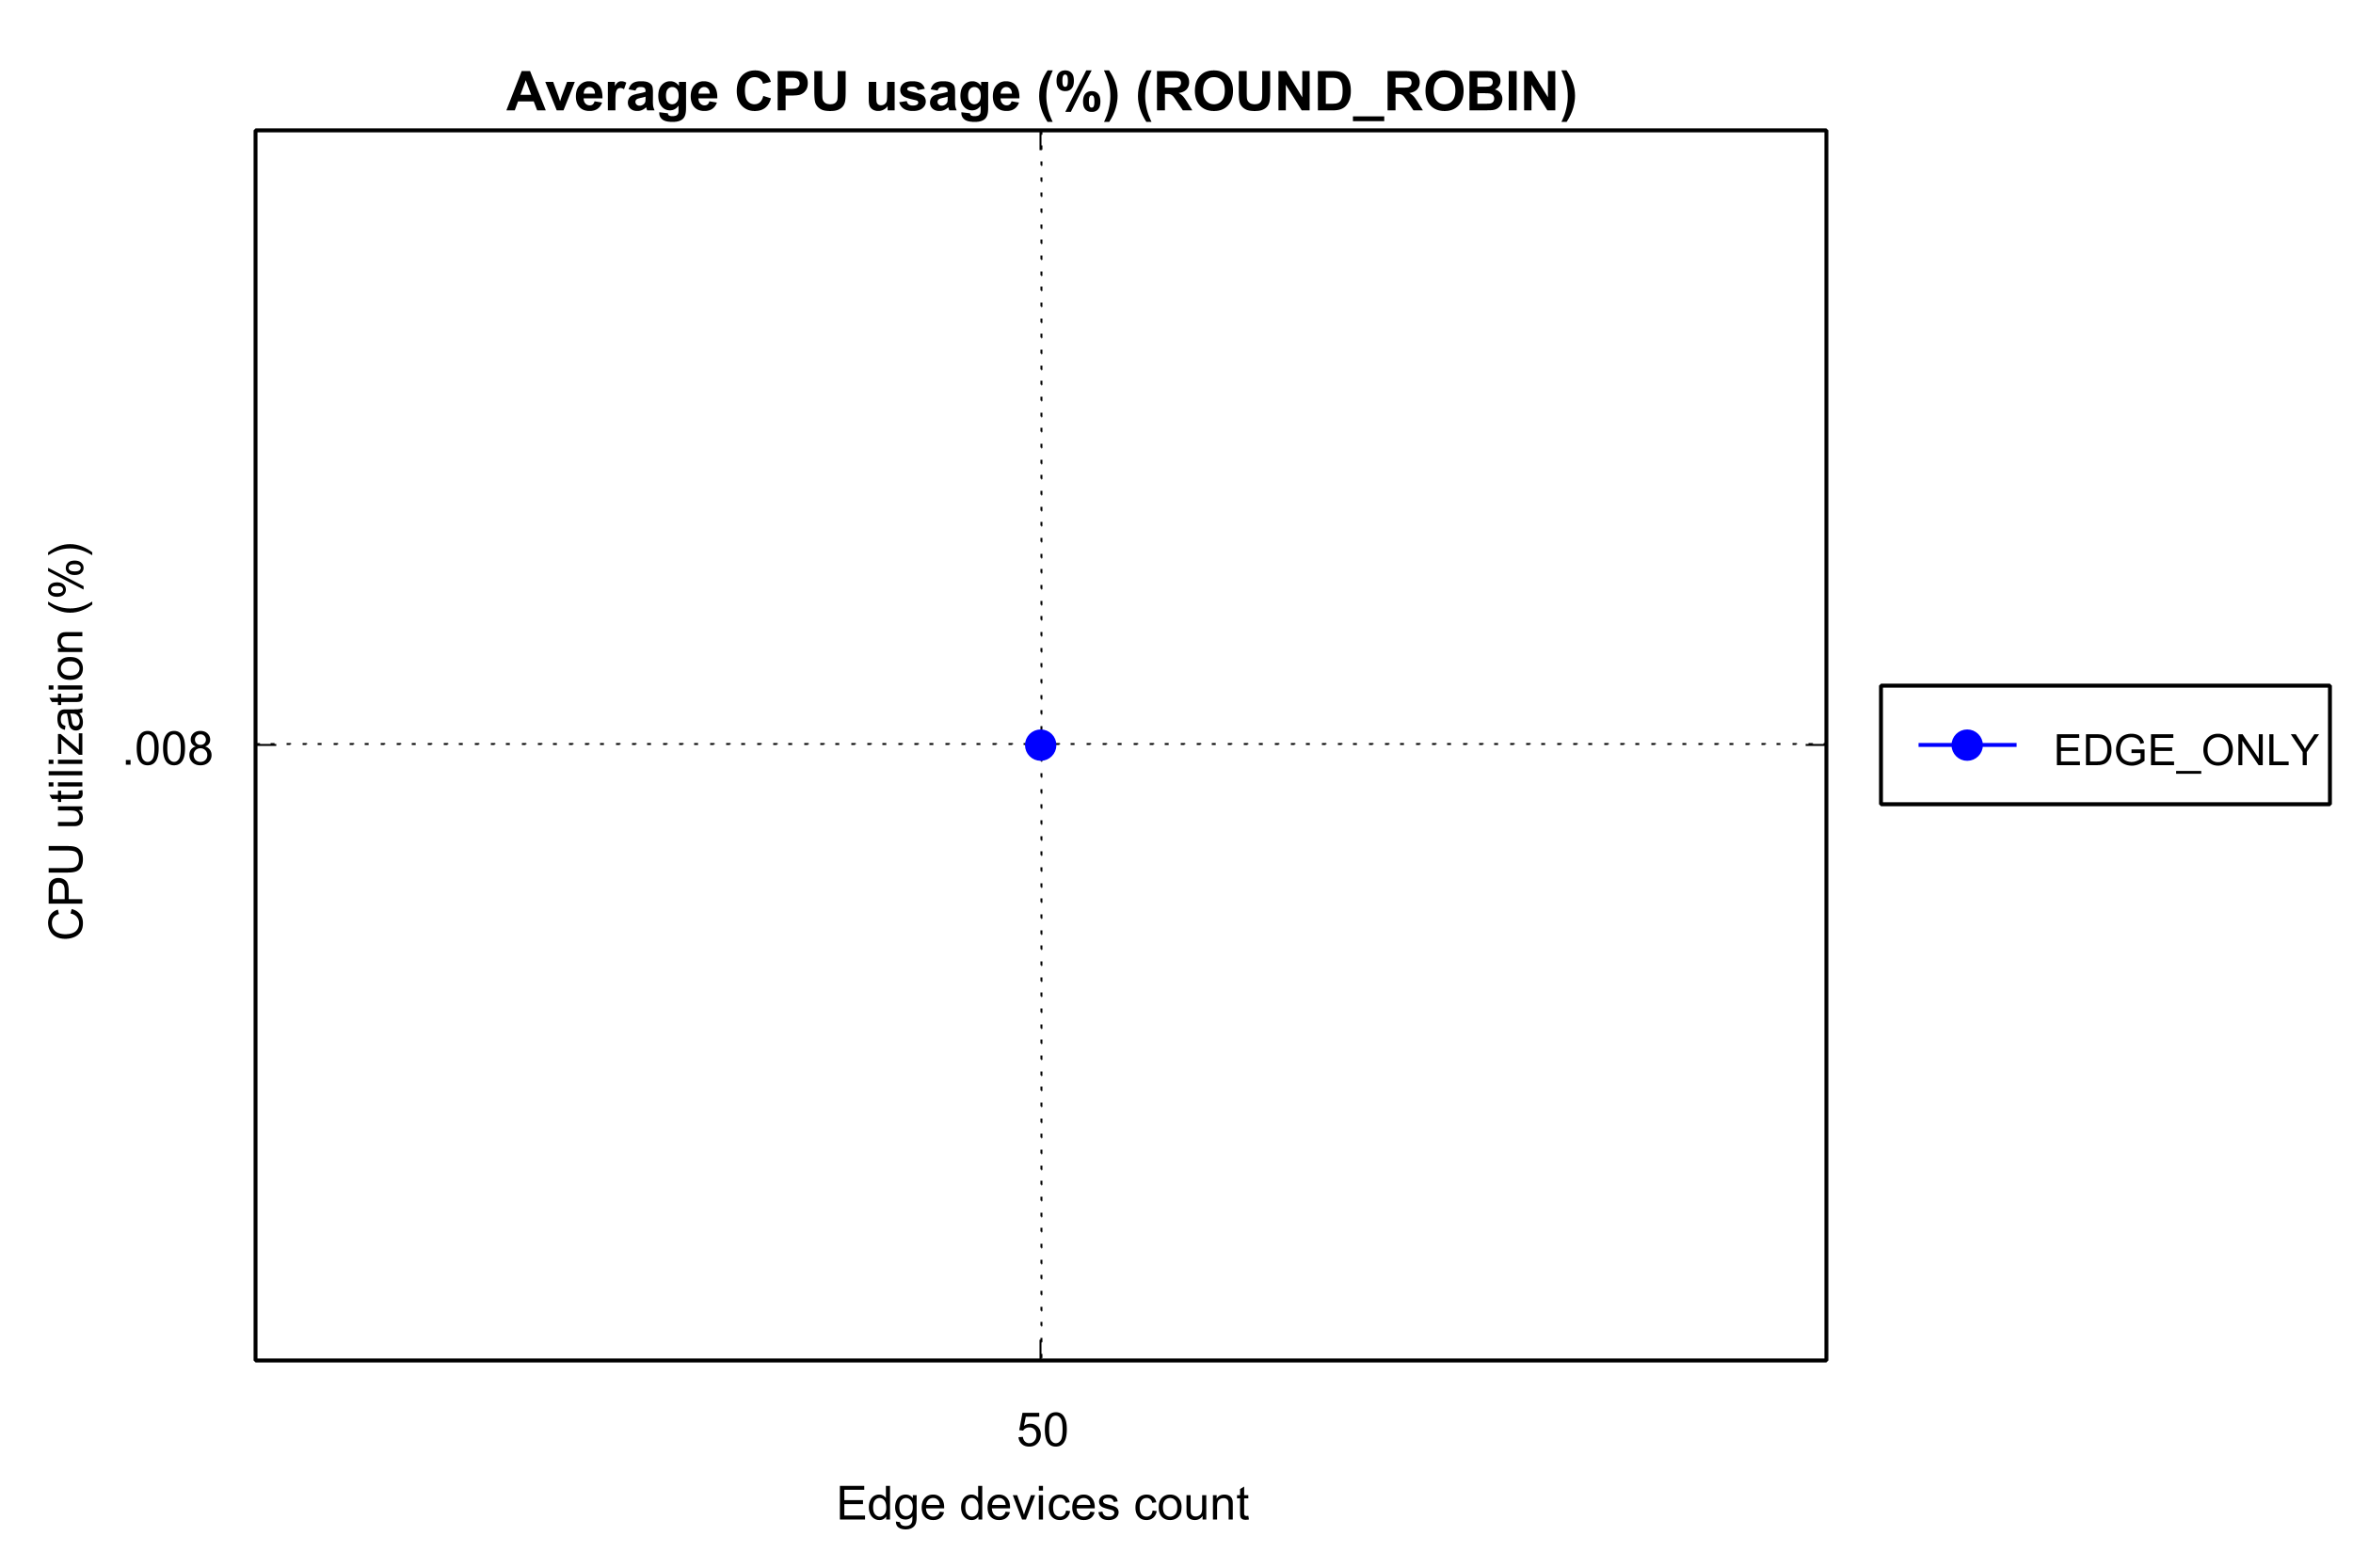 Average CPU usage (%) (ROUND_ROBIN)
CPU utilization (%)
.008
EDGE_ONLY
50
Edge devices count